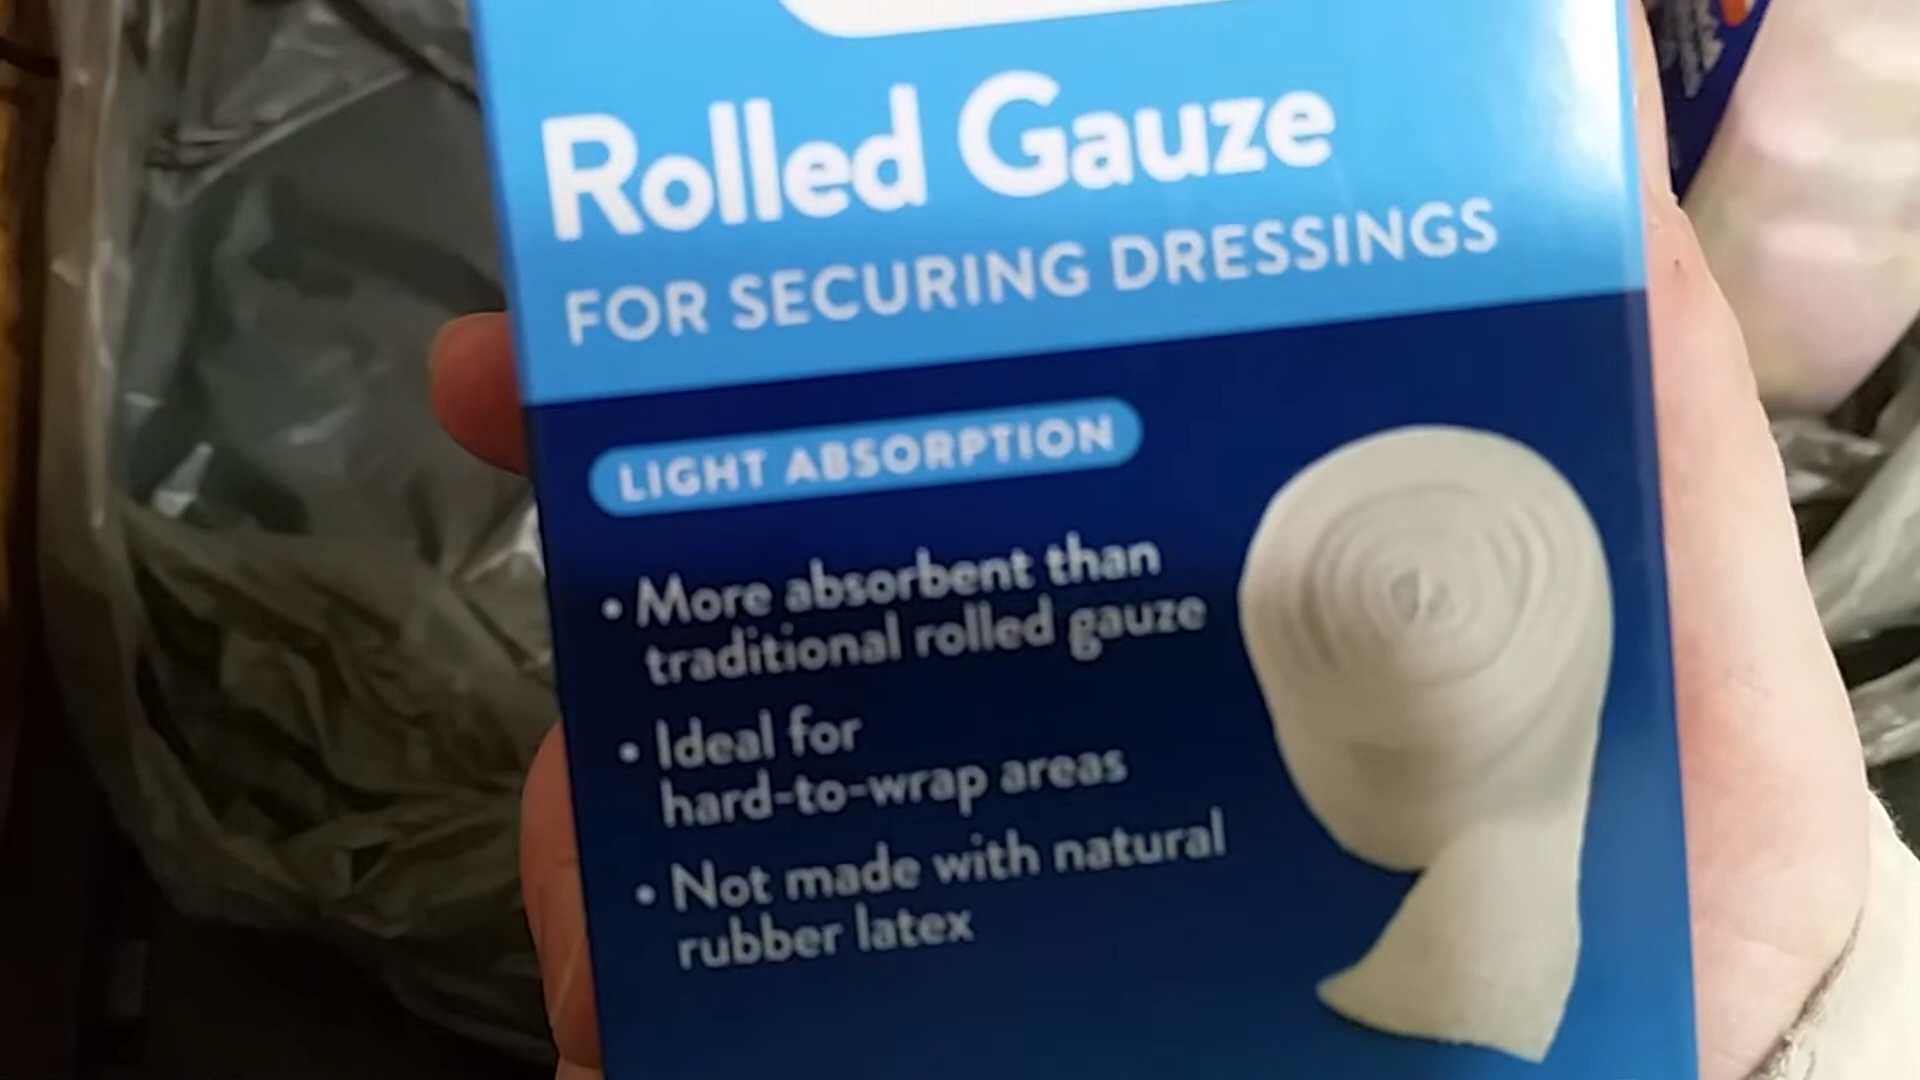 Rolled Gauze
FOR SECURING DRESSINGS
LIGHT ABSORPTION
• More absorbent than
traditional rolled gauze
• Ideal for
hard-to-wrap areas
• Not made with natural
rubber latex